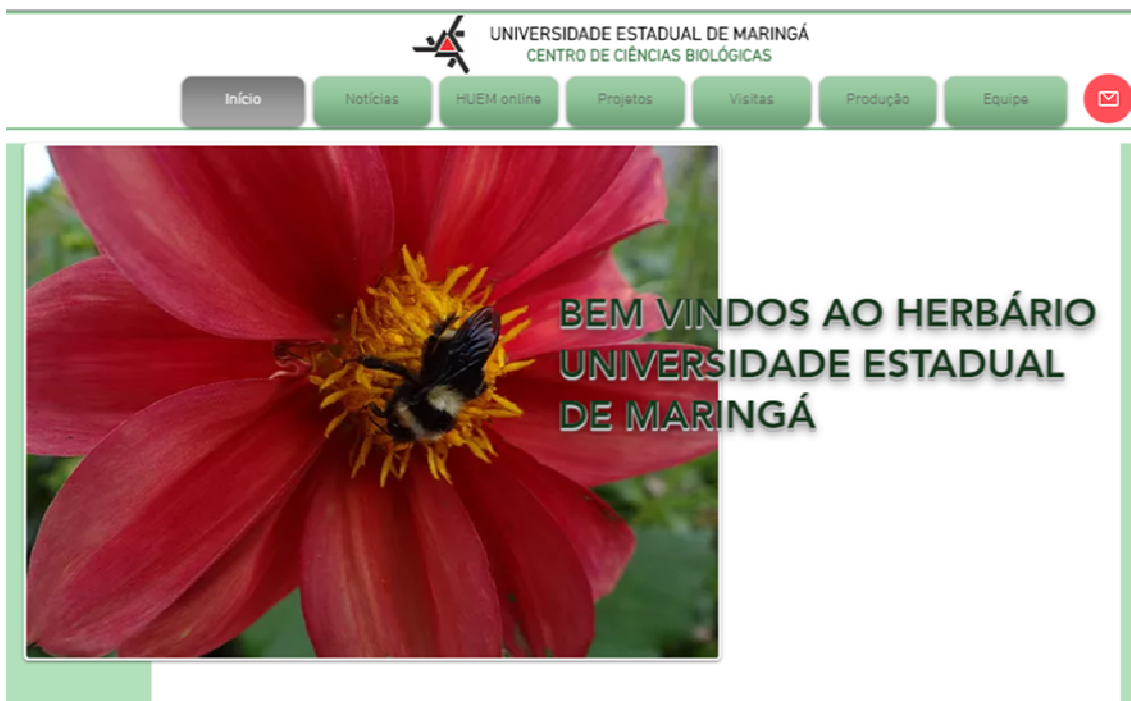 UNIVERSIDADE ESTADUAL DE MARINGÁ
CENTRO DE CIÊNCIAS BIOLÓGICAS
Início Notícias HUEM online Projetos Visitas Produção Equipe
BEM VINDOS AO HERBÁRIO
UNIVERSIDADE ESTADUAL
DE MARINGÁ